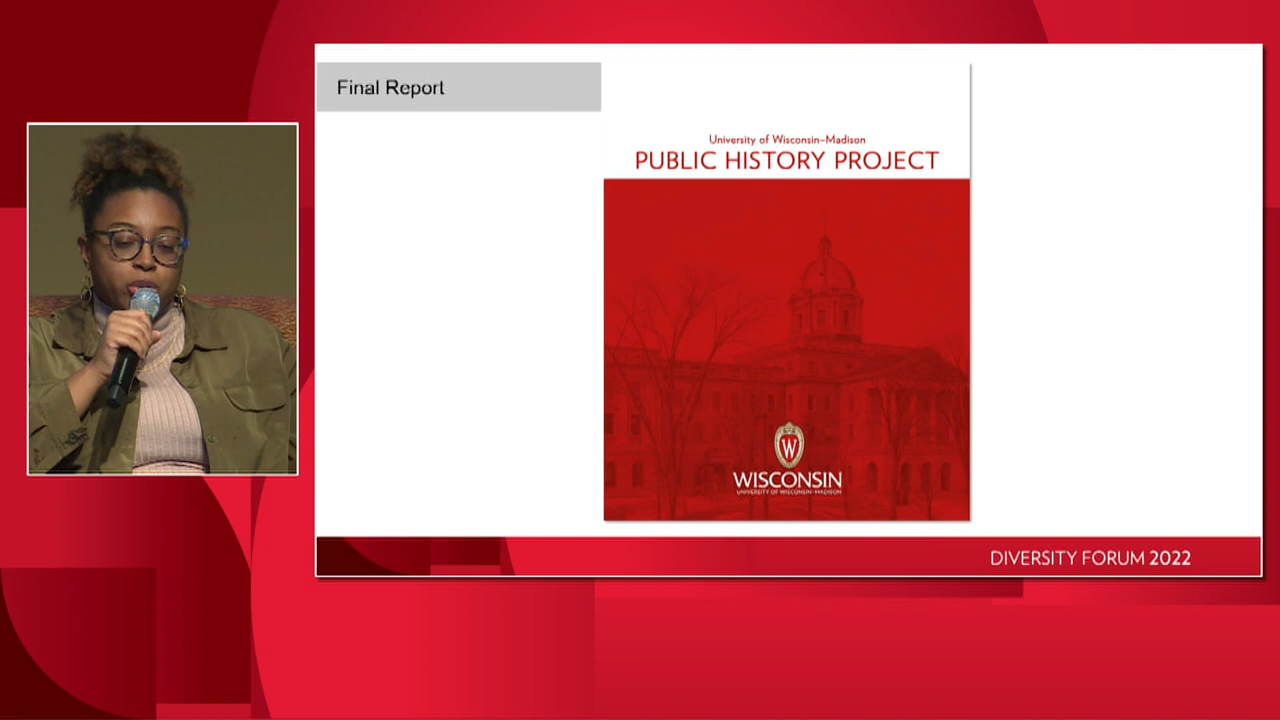 Final Report
University of Wisconsin–Madison
PUBLIC HISTORY PROJECT
W
WISCONSIN
UNIVERSITY OF WISCONSIN–MADISON
DIVERSITY FORUM 2022